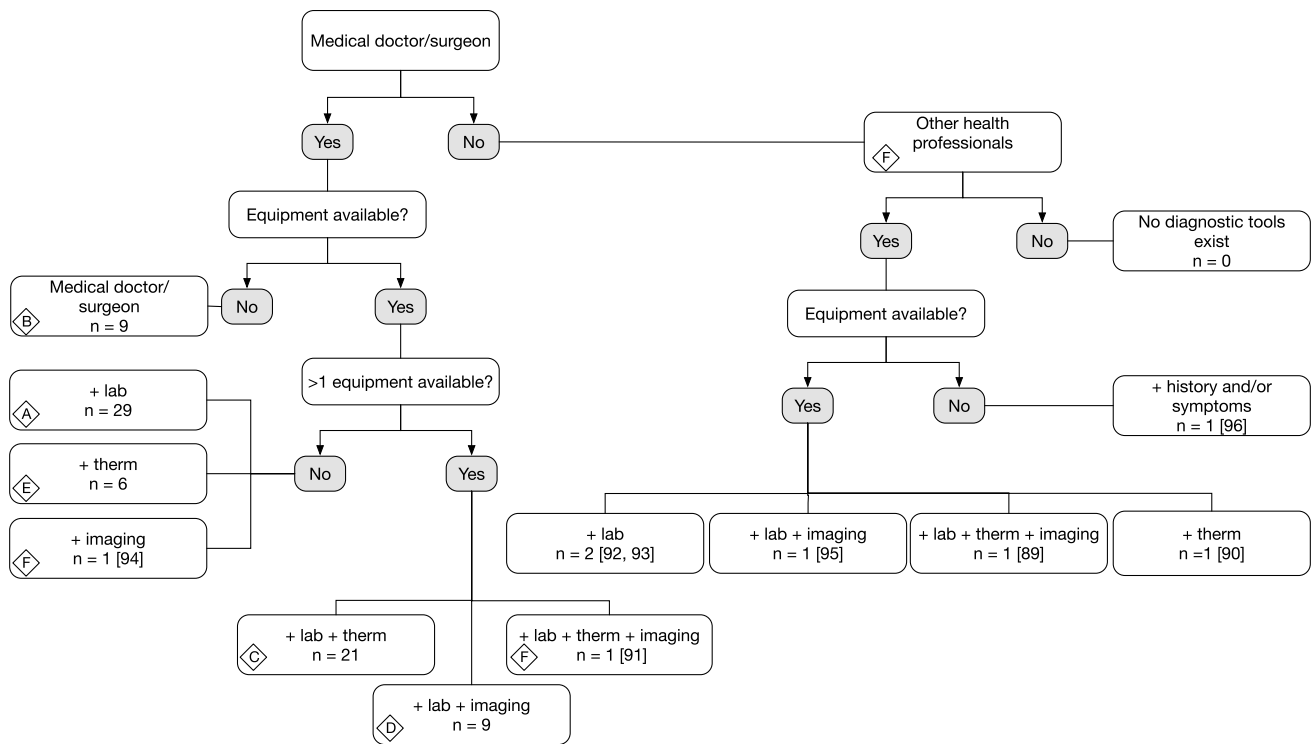 Medical doctor/surgeon
Yes
No
Other health
professionals
F
Equipment available?
Yes
No
No diagnostic tools
exist
n = 0
Medical doctor/
surgeon
n = 9
B
No
Yes
Equipment available?
>1 equipment available?
Yes
No
+ history and/or
symptoms
n = 1 [96]
+ lab
n = 29
A
+ therm
n = 6
E
+ imaging
n = 1 [94]
F
No
Yes
+ lab
n = 2 [92, 93]
+ lab + imaging
n = 1 [95]
+ lab + therm + imaging
n = 1 [89]
+ therm
n =1 [90]
+ lab + therm
n = 21
C
+ lab + therm + imaging
n = 1 [91]
F
+ lab + imaging
n = 9
D